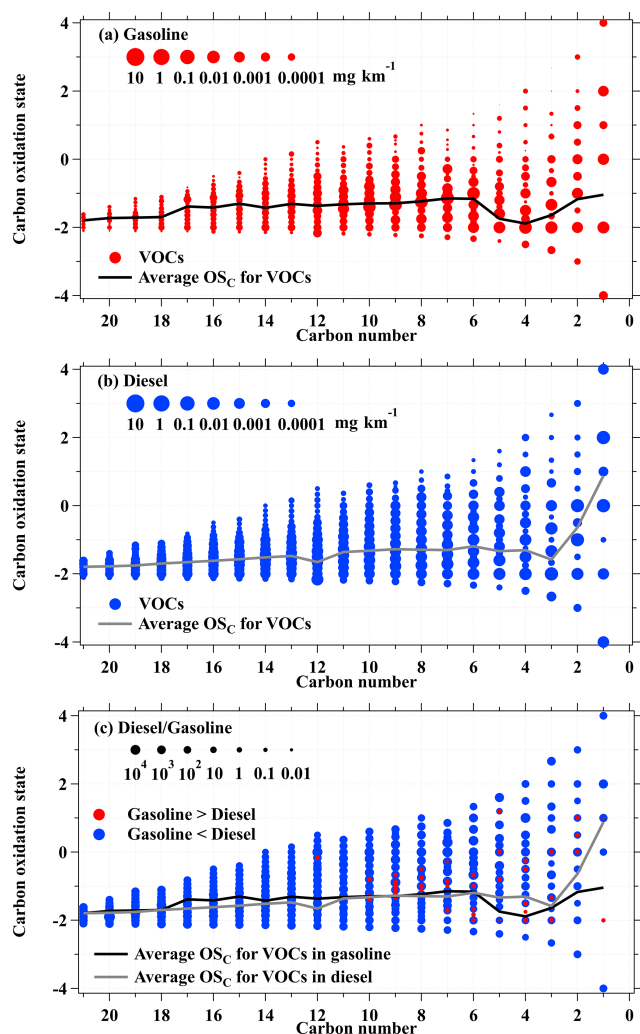 4
(a) Gasoline
2
10 1 0.1 0.01 0.001 0.0001 mg km⁻¹
0
Carbon oxidation state
-2
VOCs
Average OSC for VOCs
-4
20 18 16 14 12 10 8 6 4 2 0
Carbon number
4
(b) Diesel
2
10 1 0.1 0.01 0.001 0.0001 mg km⁻¹
0
Carbon oxidation state
-2
VOCs
Average OSC for VOCs
-4
20 18 16 14 12 10 8 6 4 2 0
Carbon number
4
(c) Diesel/Gasoline
10⁴ 10³ 10² 10 1 0.1 0.01
2
Gasoline > Diesel
Gasoline < Diesel
0
Carbon oxidation state
-2
Average OSC for VOCs in gasoline
Average OSC for VOCs in diesel
-4
20 18 16 14 12 10 8 6 4 2 0
Carbon number